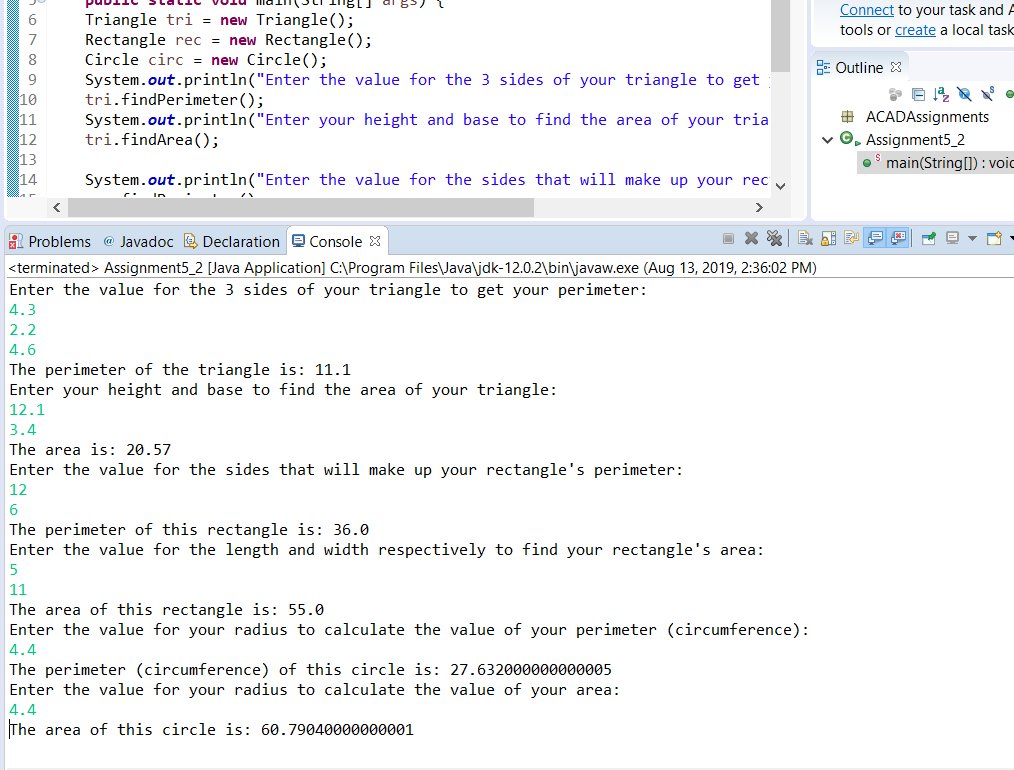 public static void main(String[] args) {
6 Triangle tri = new Triangle();
7 Rectangle rec = new Rectangle();
8 Circle circ = new Circle();
9 System.out.println("Enter the value for the 3 sides of your triangle to get
10 tri.findPerimeter();
11 System.out.println("Enter your height and base to find the area of your tria
12 tri.findArea();
13
14 System.out.println("Enter the value for the sides that will make up your rec
Connect to your task and A
tools or create a local task
Outline
ACADAssignments
Assignment5_2
main(String[]) : void
Problems @ Javadoc Declaration Console
<terminated> Assignment5_2 [Java Application] C:\Program Files\Java\jdk-12.0.2\bin\javaw.exe (Aug 13, 2019, 2:36:02 PM)
Enter the value for the 3 sides of your triangle to get your perimeter:
4.3
2.2
4.6
The perimeter of the triangle is: 11.1
Enter your height and base to find the area of your triangle:
12.1
3.4
The area is: 20.57
Enter the value for the sides that will make up your rectangle's perimeter:
12
6
The perimeter of this rectangle is: 36.0
Enter the value for the length and width respectively to find your rectangle's area:
5
11
The area of this rectangle is: 55.0
Enter the value for your radius to calculate the value of your perimeter (circumference):
4.4
The perimeter (circumference) of this circle is: 27.632000000000005
Enter the value for your radius to calculate the value of your area:
4.4
The area of this circle is: 60.79040000000001